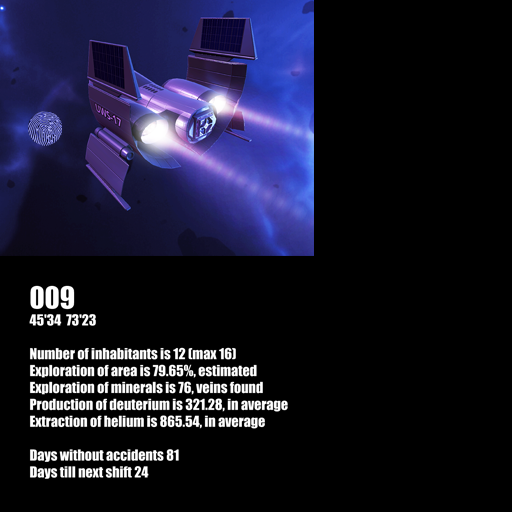 UWS-17
009
45'34 73'23
Number of inhabitants is 12 (max 16)
Exploration of area is 79.65%, estimated
Exploration of minerals is 76, veins found
Production of deuterium is 321.28, in average
Extraction of helium is 865.54, in average
Days without accidents 81
Days till next shift 24